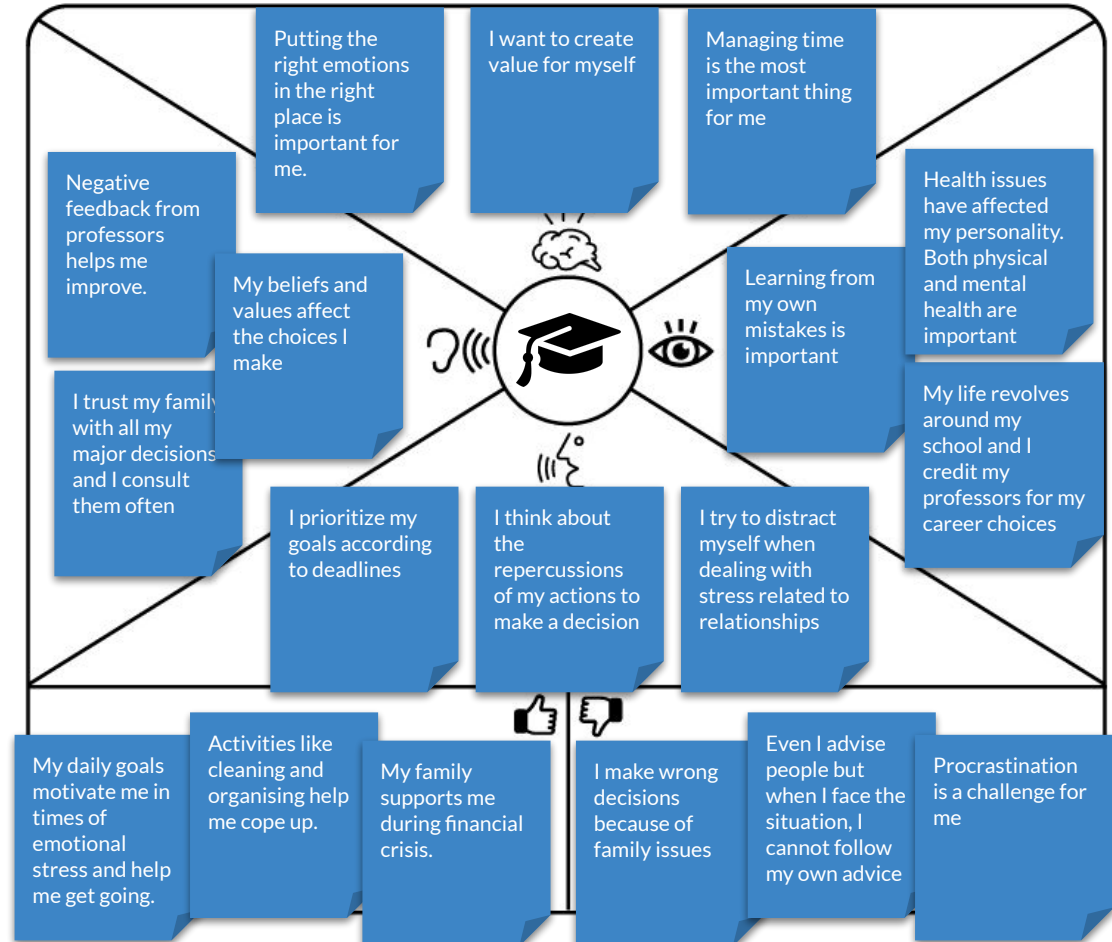 Putting the
right emotions
in the right
place is
important for
me.
I want to create
value for myself
Managing time
is the most
important thing
for me
Negative
feedback from
professors
helps me
improve.
My beliefs and
values affect
the choices I
make
I trust my family
with all my
major decisions
and I consult
them often
Learning from
my own
mistakes is
important
Health issues
have affected
my personality.
Both physical
and mental
health are
important
My life revolves
around my
school and I
credit my
professors for my
career choices
I prioritize my
goals according
to deadlines
I think about
the
repercussions
of my actions to
make a decision
I try to distract
myself when
dealing with
stress related to
relationships
My daily goals
motivate me in
times of
emotional
stress and help
me get going.
Activities like
cleaning and
organising help
me cope up.
My family
supports me
during financial
crisis.
I make wrong
decisions
because of
family issues
Even I advise
people but
when I face the
situation, I
cannot follow
my own advice
Procrastination
is a challenge for
me